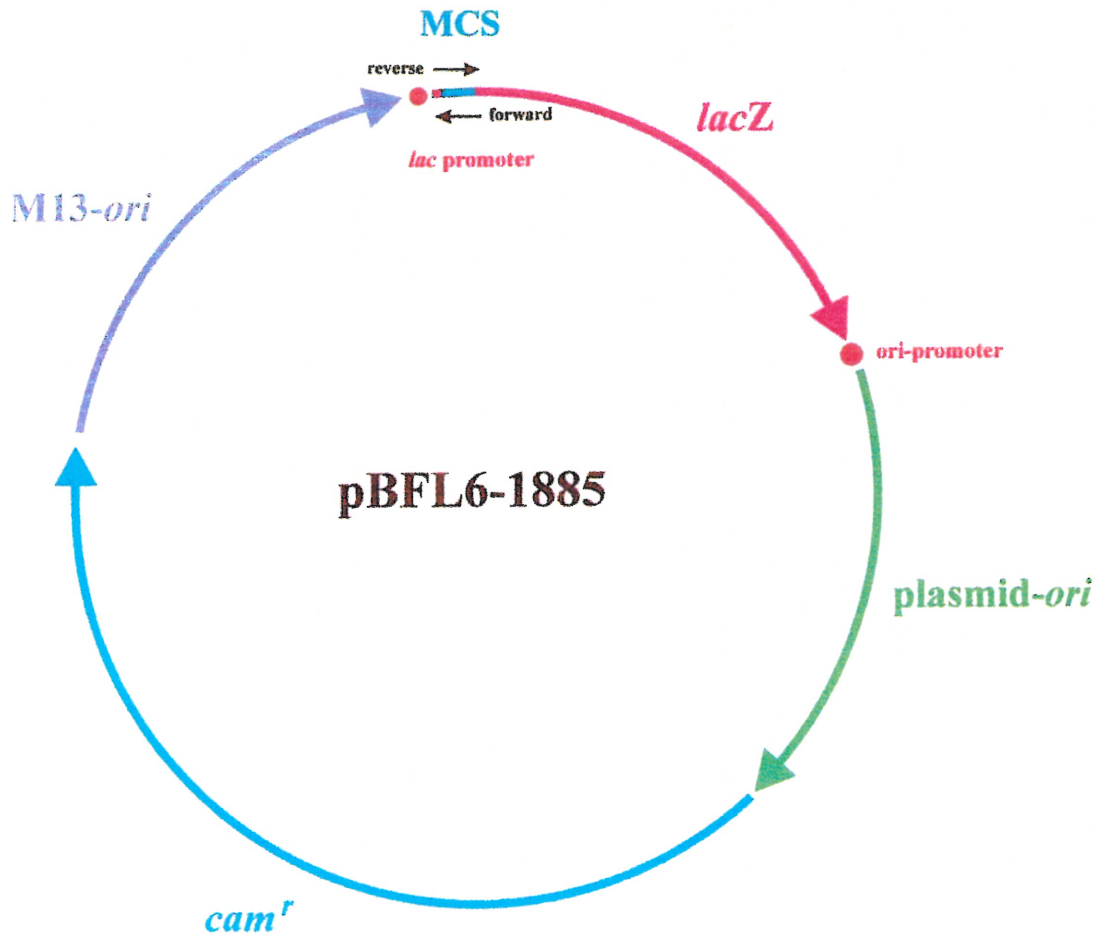 MCS
reverse
forward
lac promoter
lacZ
M13-ori
ori-promoter
pBFL6-1885
plasmid-ori
cam r